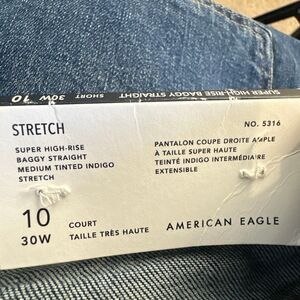 SUPER HIGH-RISE BAGGY STRAIGHT SHORT 30W 10
STRETCH
NO. 5316
SUPER HIGH-RISE
BAGGY STRAIGHT
MEDIUM TINTED INDIGO
STRETCH
PANTALON COUPE DROITE AMPLE
À TAILLE SUPER HAUTE
TEINTÉ INDIGO INTERMÉDIAIRE
EXTENSIBLE
10
30W
COURT
TAILLE TRÈS HAUTE
AMERICAN EAGLE